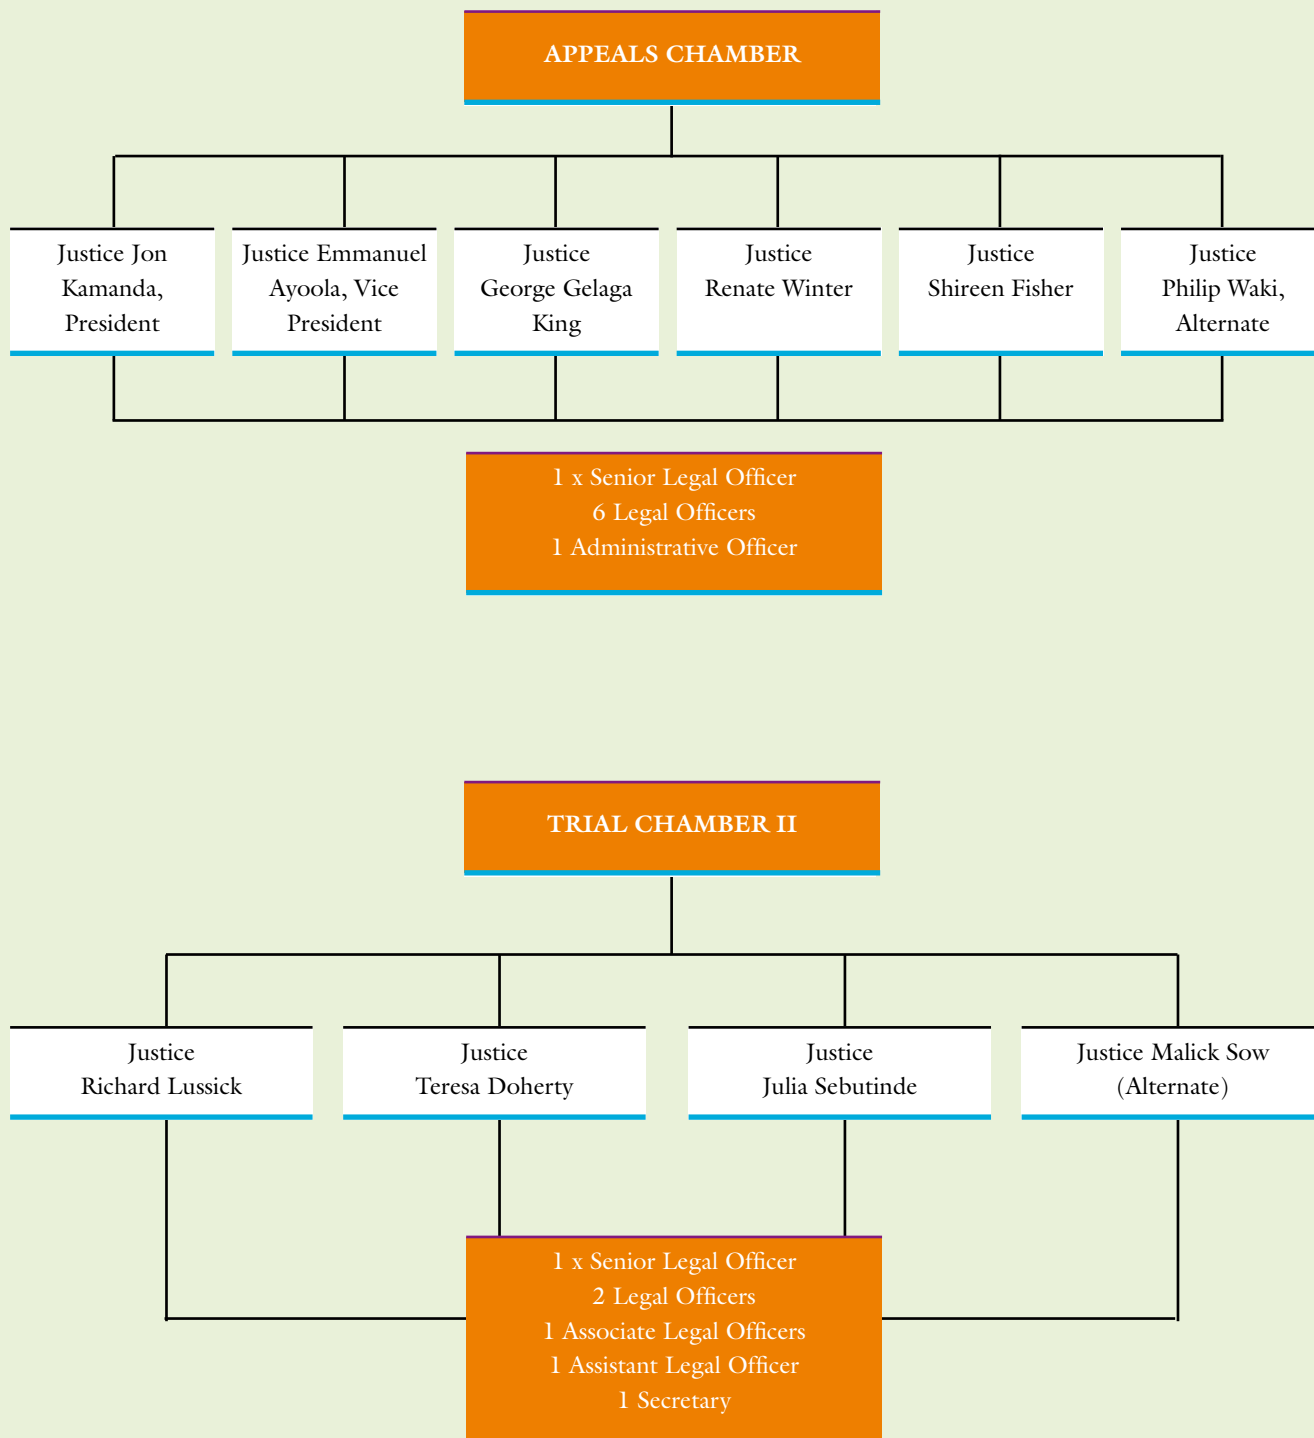 APPEALS CHAMBER
Justice Jon
Kamanda,
President
Justice Emmanuel
Ayoola, Vice
President
Justice
George Gelaga
King
Justice
Renate Winter
Justice
Shireen Fisher
Justice
Philip Waki,
Alternate
1 x Senior Legal Officer
6 Legal Officers
1 Administrative Officer
TRIAL CHAMBER II
Justice
Richard Lussick
Justice
Teresa Doherty
Justice
Julia Sebutinde
Justice Malick Sow
(Alternate)
1 x Senior Legal Officer
2 Legal Officers
1 Associate Legal Officers
1 Assistant Legal Officer
1 Secretary